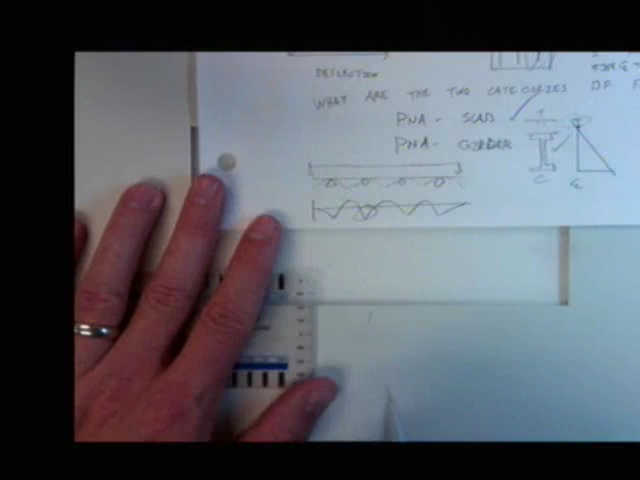 DEFLECTION
WHAT ARE THE TWO CATEGORIES OF F
PNA - SLAB
PNA - GIRDER
C
ε